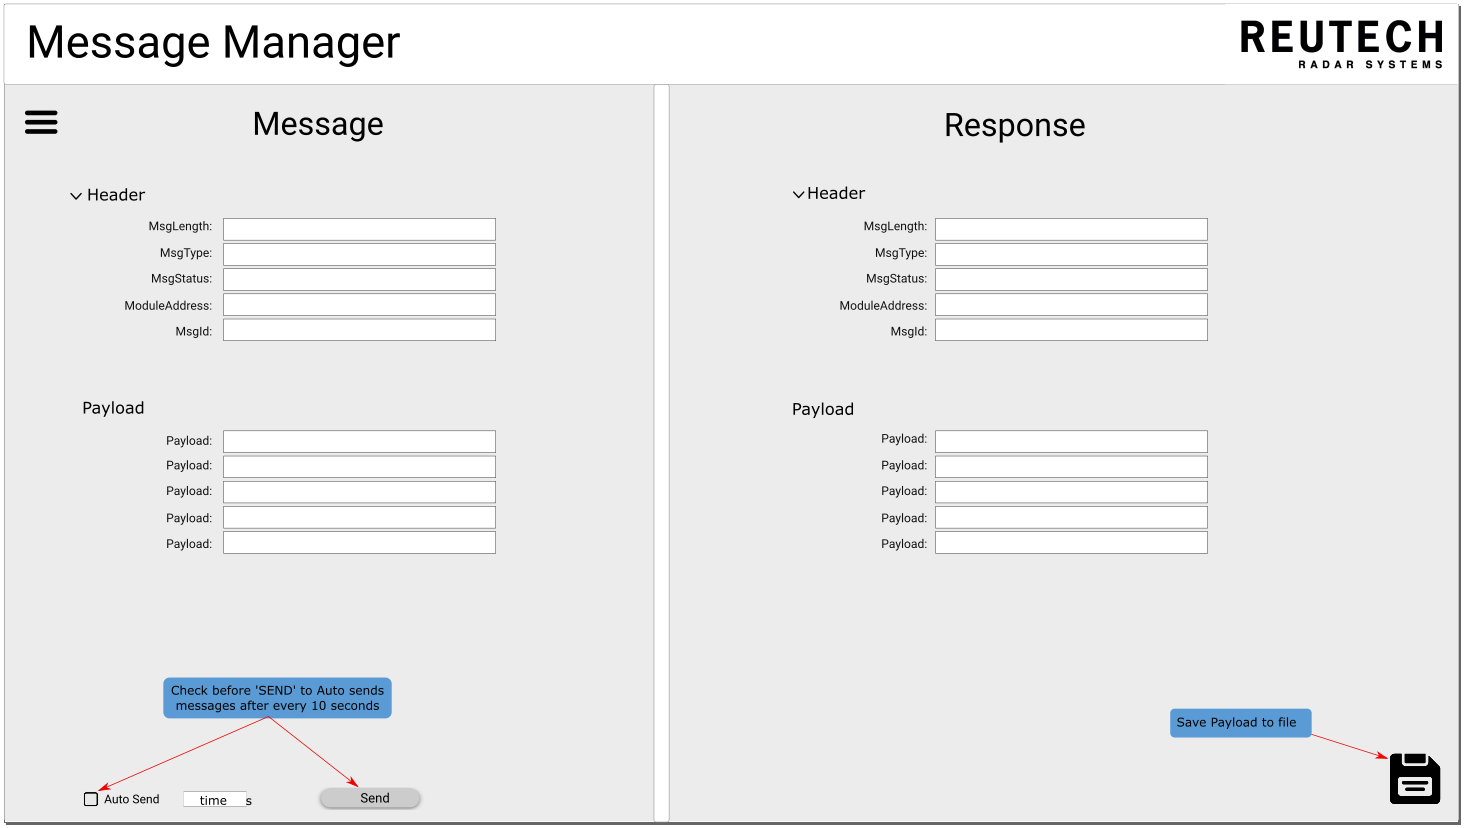 Message Manager
REUTECH
RADAR SYSTEMS
Message
Header
MsgLength:
MsgType:
MsgStatus:
ModuleAddress:
MsgId:
Payload
Payload:
Payload:
Payload:
Payload:
Payload:
Check before 'SEND' to Auto sends
messages after every 10 seconds
Auto Send
time s
Send
Response
Header
MsgLength:
MsgType:
MsgStatus:
ModuleAddress:
MsgId:
Payload
Payload:
Payload:
Payload:
Payload:
Payload:
Save Payload to file